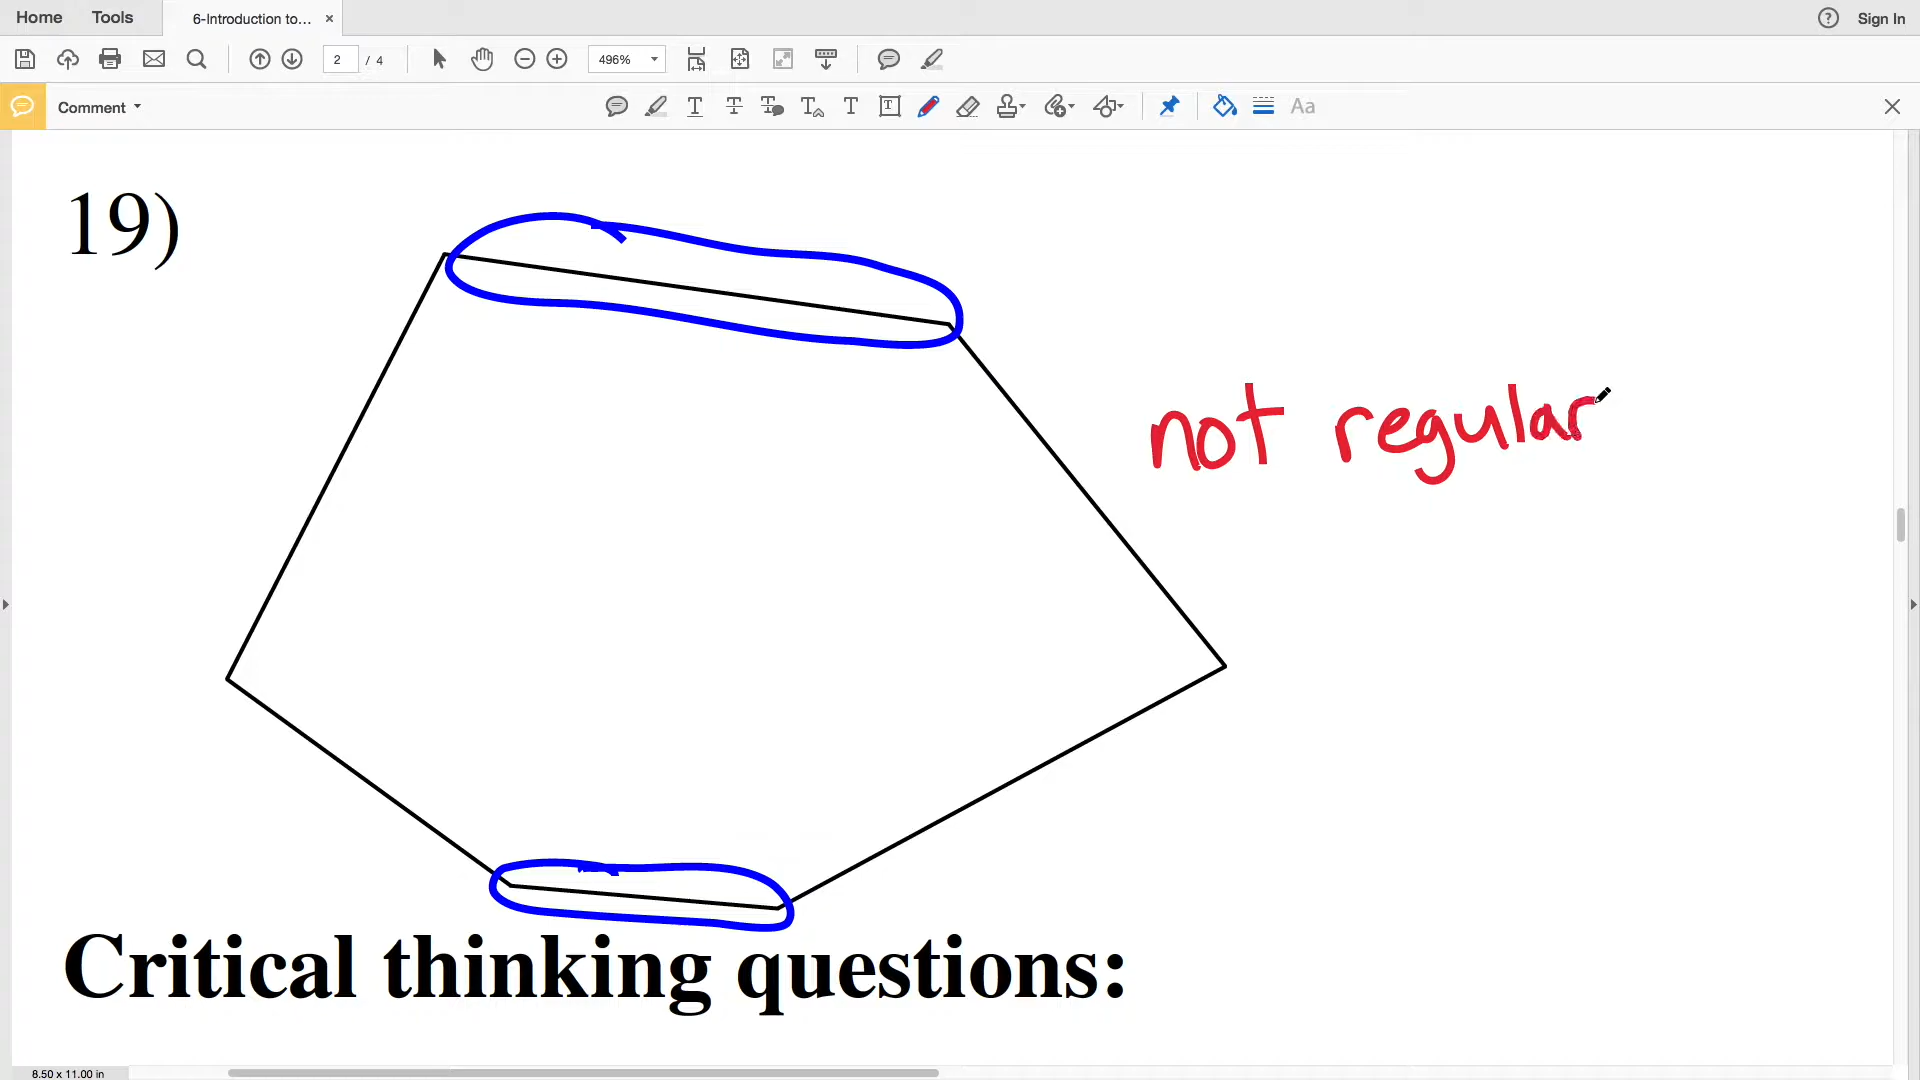 Home Tools 6-Introduction to... × ? Sign In
2 / 4 496%
Comment T T T T T T Aa
19)
not regular
Critical thinking questions:
8.50 x 11.00 in